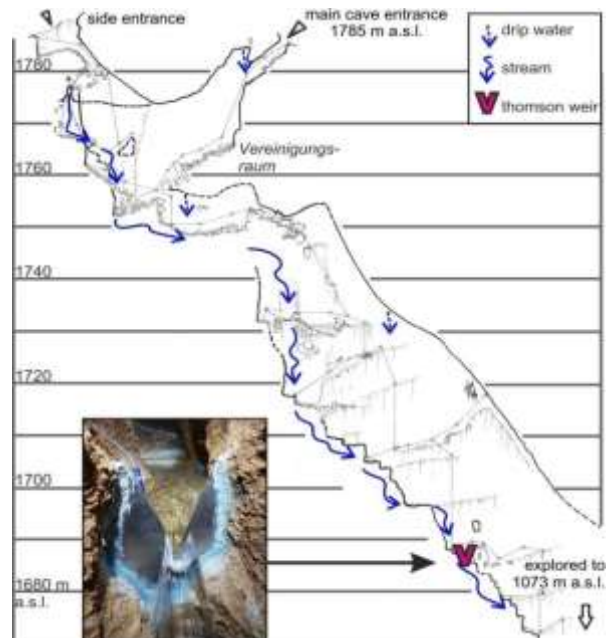 side entrance
main cave entrance
1785 m a.s.l.
drip water
stream
V thomson weir
1780
Vereinigungs-
raum
1760
1740
1720
1700
V
explored to
1073 m a.s.l.
1680 m
a.s.l.